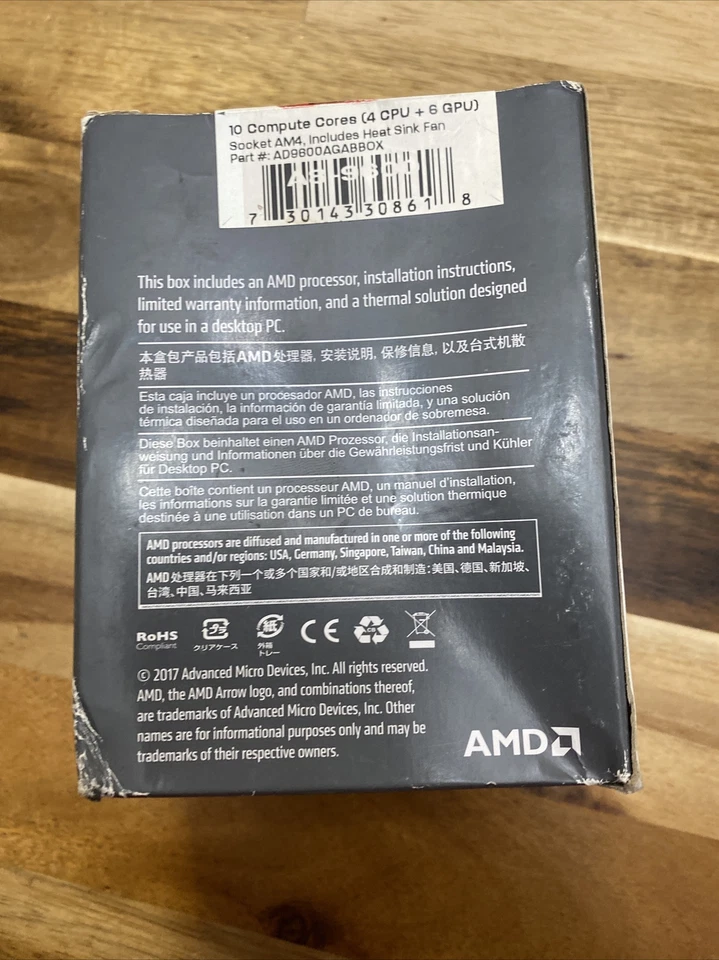 10 Compute Cores (4 CPU + 6 GPU)
Socket AM4, Includes Heat Sink Fan
Part #: AD9600AGABBOX
A8-9600
7 30143 30861 8
This box includes an AMD processor, installation instructions,
limited warranty information, and a thermal solution designed
for use in a desktop PC.
本盒包产品包括AMD处理器, 安装说明, 保修信息, 以及台式机散
热器
Esta caja incluye un procesador AMD, las instrucciones
de instalación, la información de garantía limitada, y una solución
térmica diseñada para el uso en un ordenador de sobremesa.
Diese Box beinhaltet einen AMD Prozessor, die Installationsan-
weisung und Informationen über die Gewährleistungsfrist und Kühler
für Desktop PC.
Cette boîte contient un processeur AMD, un manuel d'installation,
les informations sur la garantie limitée et une solution thermique
destinée à une utilisation dans un PC de bureau.
AMD processors are diffused and manufactured in one or more of the following
countries and/or regions: USA, Germany, Singapore, Taiwan, China and Malaysia.
AMD 处理器在下列一个或多个国家和/或地区合成和制造：美国、德国、新加坡、
台湾、中国、马来西亚
RoHS
Compliant
プラ
クリアケース
紙
外箱
トレー
CE
CB
© 2017 Advanced Micro Devices, Inc. All rights reserved.
AMD, the AMD Arrow logo, and combinations thereof,
are trademarks of Advanced Micro Devices, Inc. Other
names are for informational purposes only and may be
trademarks of their respective owners.
AMD